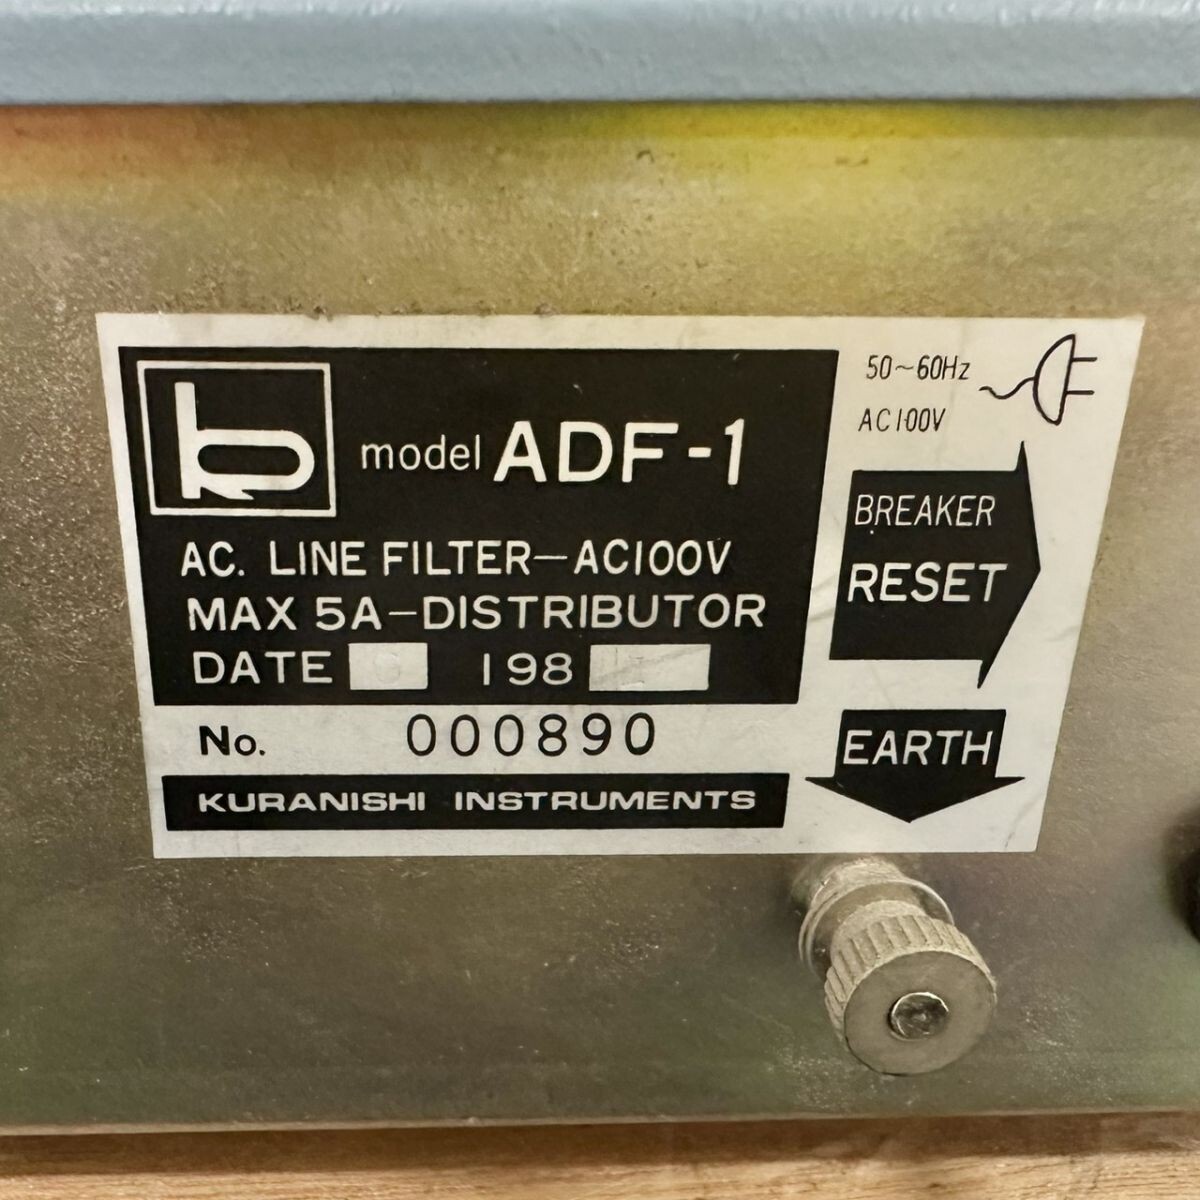 model ADF-1
AC. LINE FILTER-AC100V
MAX 5A-DISTRIBUTOR
DATE 198
No. 000890
KURANISHI INSTRUMENTS
50~60Hz
AC100V
BREAKER
RESET
EARTH